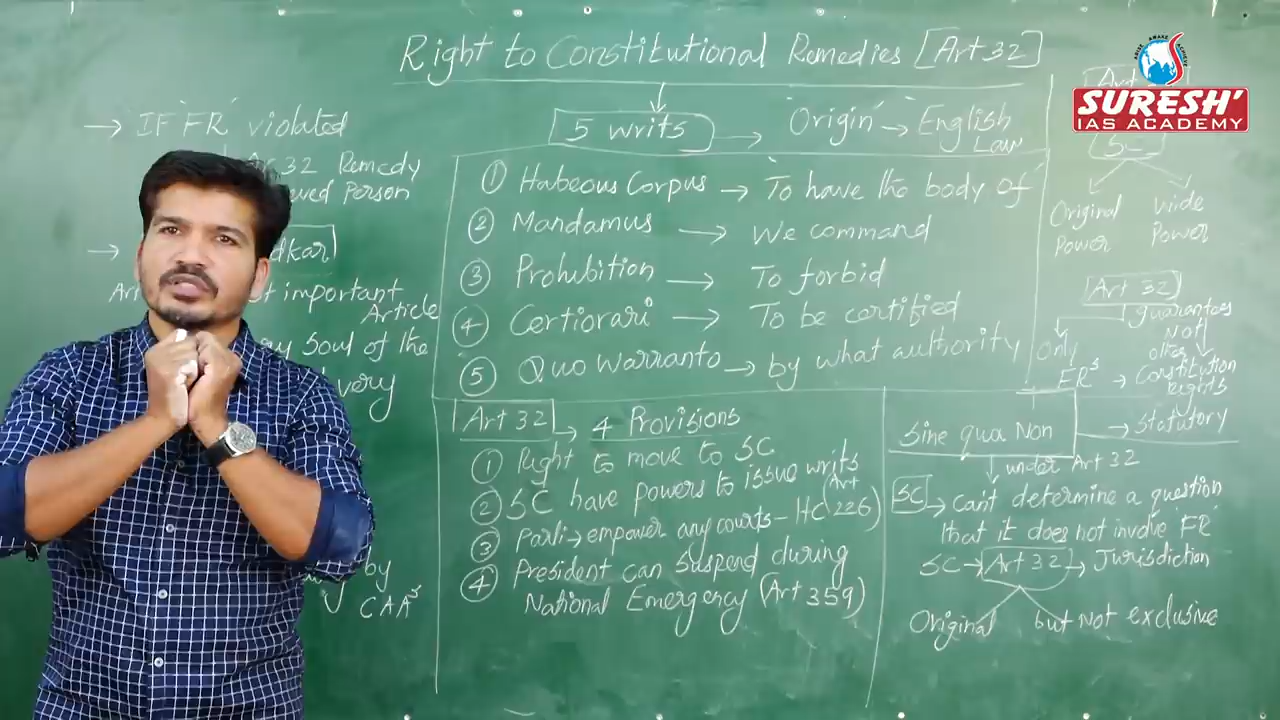 Right to Constitutional Remedies [Art 32]
→ IF 'FR' violated
32 Remedy
Person
dkar
important
Article
Soul of the
very
by
CAA^s
5 writs → 'Origin' → English
Law
① Habeous Corpus → To have the body of
② Mandamus → We command
③ Prohibition → To forbid
④ Certiorari → To be certified
⑤ Quo Warranto → by what authority
Art 32 → 4 Provisions
① Right to move to SC
② SC have powers to issue writs
③ Parli → empower any courts - HC (Art 226)
④ President can suspend during
National Emergency (Art 359)
ARISE AWAKE ACHIEVE
SURESH'
IAS ACADEMY
Original
Power
Wide
Power
Art 32
guarantees
Only
FR^s
Not
other
→ Constitution
rights
→ Statutory
Sine qua Non
↓ under Art 32
SC → Can't determine a question
that it does not involve 'FR'
SC → Art 32 → Jurisdiction
Original but not exclusive